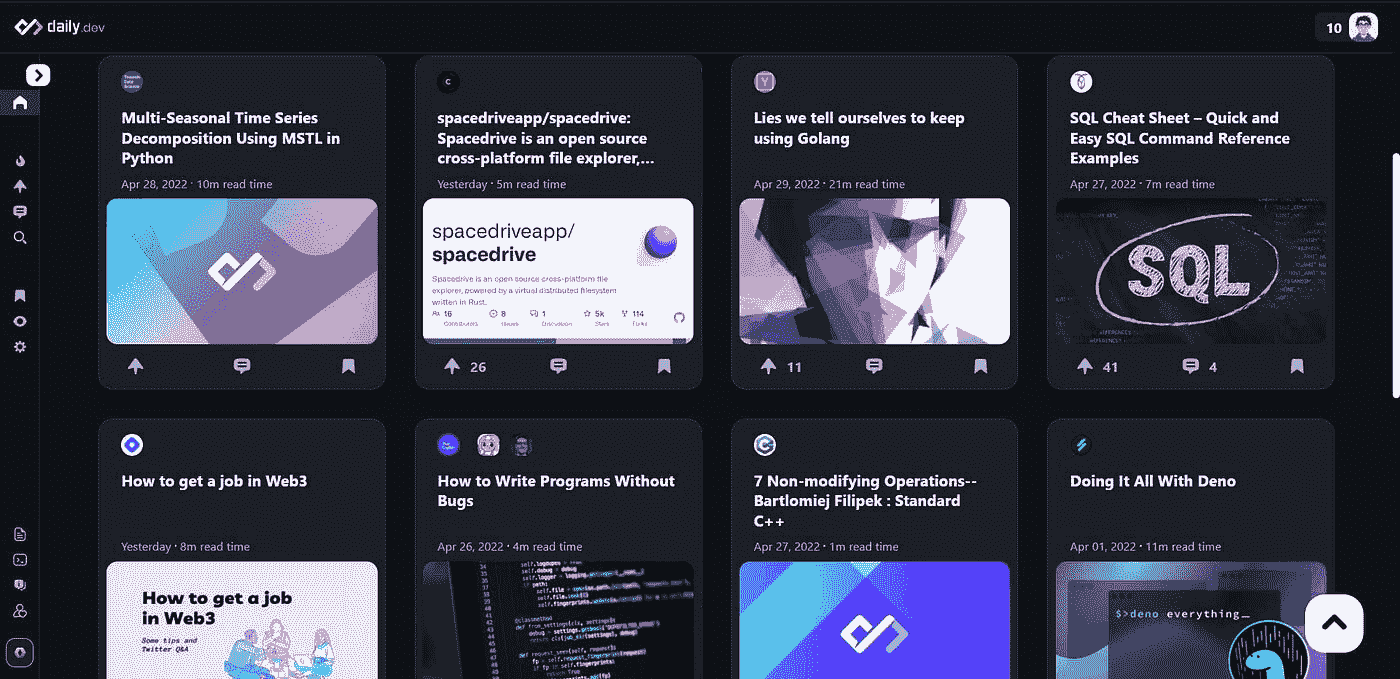 daily.dev
10
Multi-Seasonal Time Series
Decomposition Using MSTL in
Python
Apr 28, 2022 · 10m read time
C
spacedriveapp/spacedrive:
Spacedrive is an open source
cross-platform file explorer,...
Yesterday · 5m read time
spacedriveapp/
spacedrive
Spacedrive is an open source cross-platform file
explorer, powered by a virtual distributed filesystem
written in Rust.
16 8 1 5k 114
Contributors Issues Discussion Stars Forks
26
Y
Lies we tell ourselves to keep
using Golang
Apr 29, 2022 · 21m read time
11
SQL Cheat Sheet – Quick and
Easy SQL Command Reference
Examples
Apr 27, 2022 · 7m read time
SQL
41 4
How to get a job in Web3
Yesterday · 8m read time
How to get a job
in Web3
Some tips and
Twitter Q&A
How to Write Programs Without
Bugs
Apr 26, 2022 · 4m read time
7 Non-modifying Operations--
Bartlomiej Filipek : Standard
C++
Apr 27, 2022 · 1m read time
Doing It All With Deno
Apr 01, 2022 · 11m read time
$>deno everything_